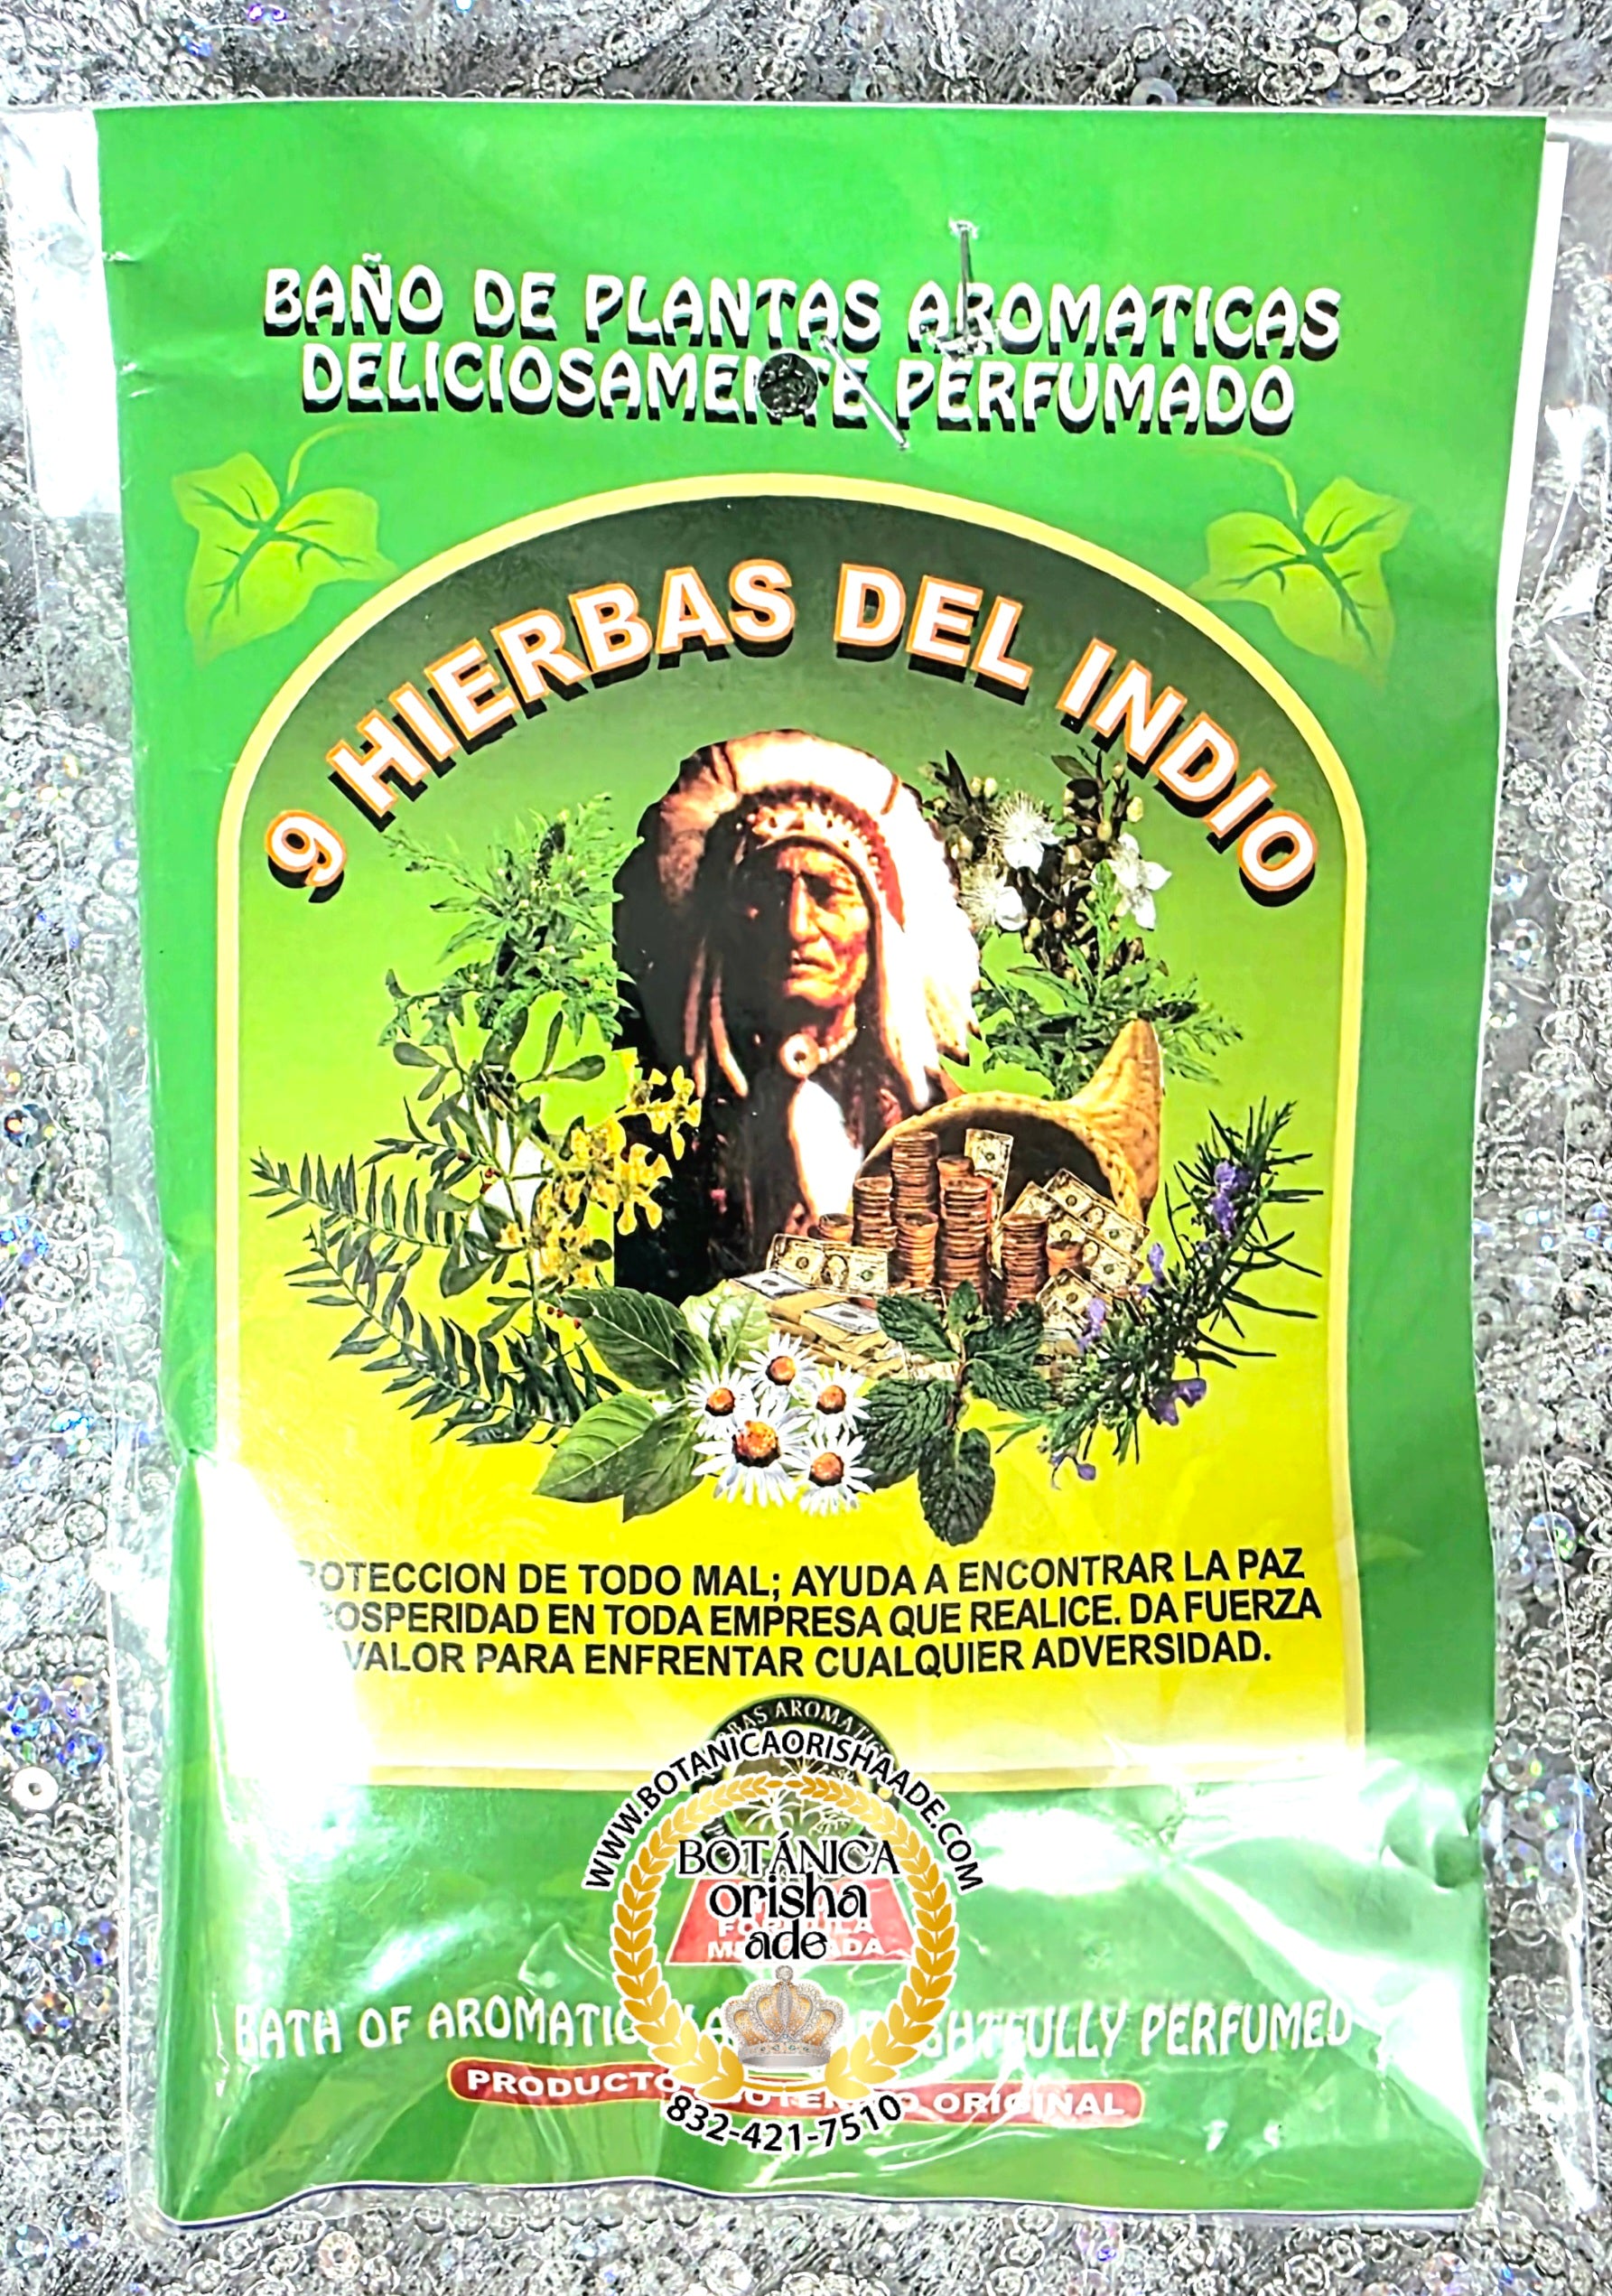 BAÑO DE PLANTAS AROMATICAS
DELICIOSAMENTE PERFUMADO
9 HIERBAS DEL INDIO
DE TODO MAL; AYUDA A ENCONTRAR LA PAZ
EN TODA EMPRESA QUE REALICE. DA FUERZA
VALOR PARA ENFRENTAR CUALQUIER ADVERSIDAD.
WWW.BOTANICAORISHAADE.COM
BOTÁNICA
orisha
ade
BATH OF PERFUMED
ORIGINAL
832-421-7510